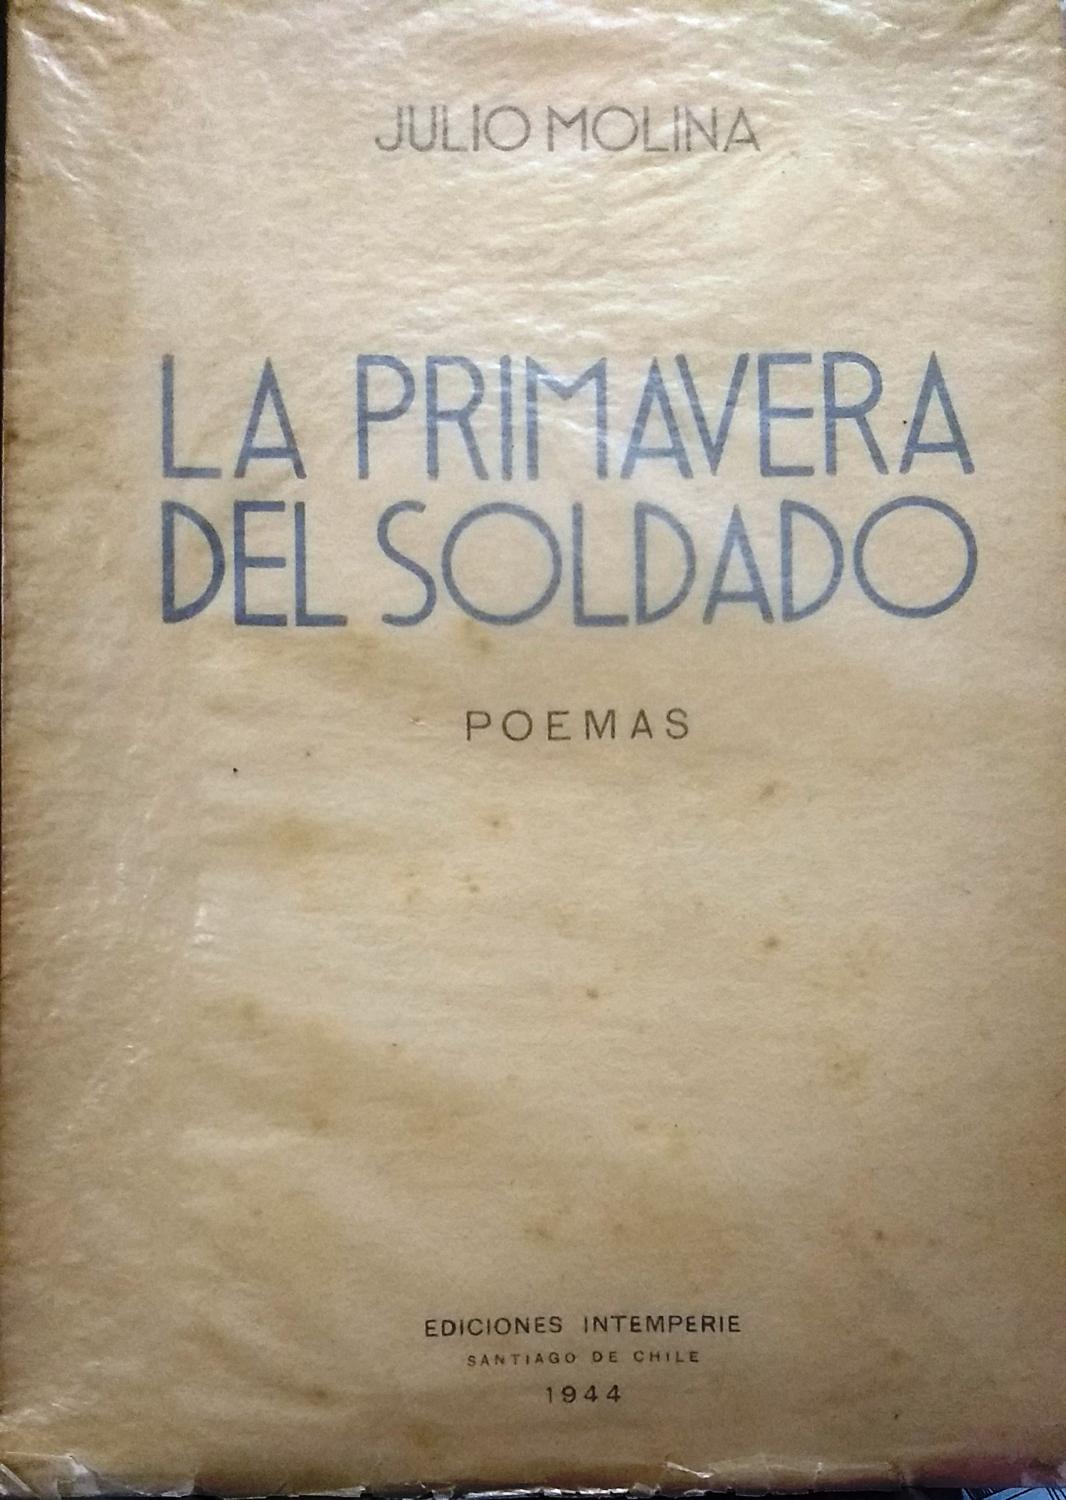 JULIO MOLINA
LA PRIMAVERA
DEL SOLDADO
POEMAS
EDICIONES INTEMPERIE
SANTIAGO DE CHILE
1944